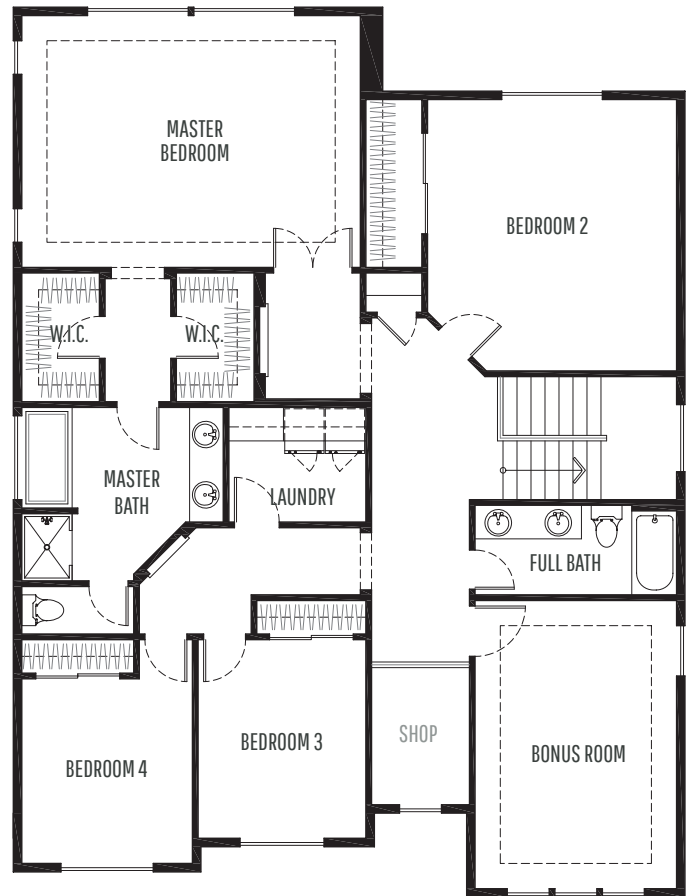 MASTER
BEDROOM
BEDROOM 2
W.I.C.
W.I.C.
MASTER
BATH
LAUNDRY
FULL BATH
SHOP
BEDROOM 3
BONUS ROOM
BEDROOM 4